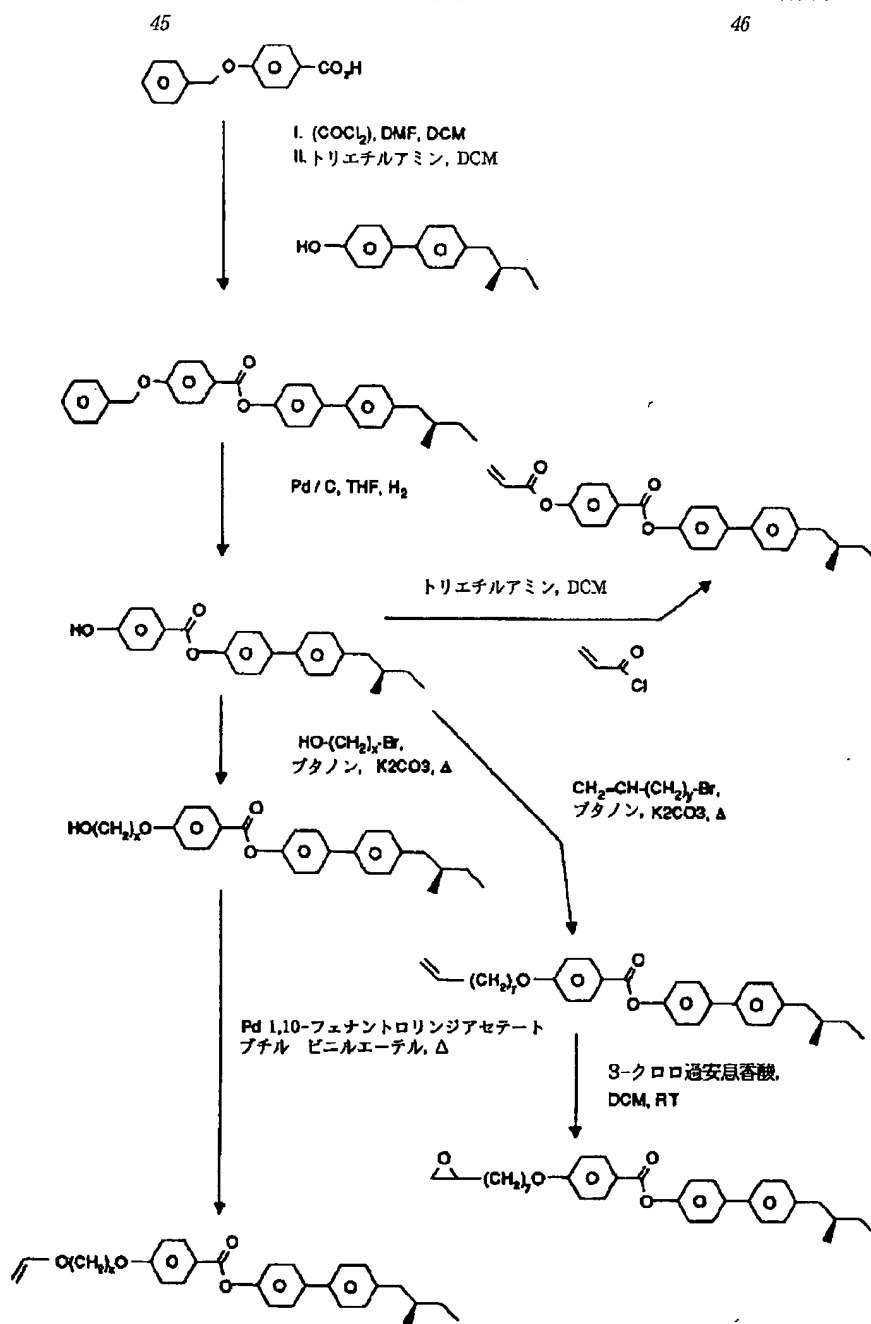 45 46
O O O CO₂H
I. (COCl₂), DMF, DCM
II. トリエチルアミン, DCM
HO O O
O O O O O O O
Pd / C, THF, H₂
O O O O O O O
トリエチルアミン, DCM
HO O O O O O
O Cl
HO-(CH₂)ₓ-Br,
ブタノン, K2CO3, Δ
CH₂=CH-(CH₂)ᵧ-Br,
ブタノン, K2CO3, Δ
HO(CH₂)ₓO O O O O O
(CH₂)ᵧO O O O O O
Pd 1,10-フェナントロリンジアセテート
ブチル ビニルエーテル, Δ
3-クロロ過安息香酸,
DCM, RT
O (CH₂)ᵧO O O O O O
O(CH₂)ₓO O O O O O